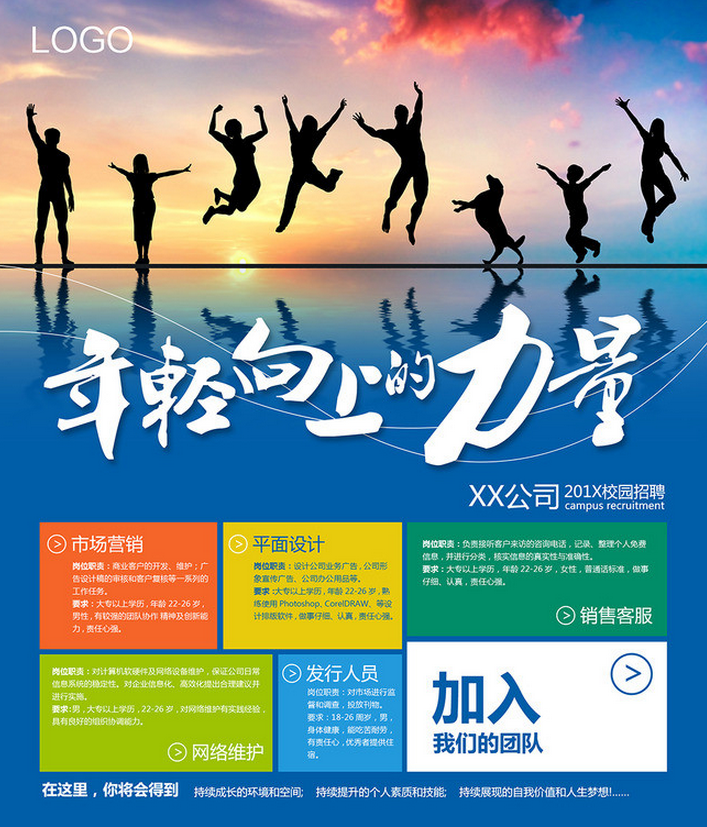 LOGO
年輕向上的力量
XX公司 201X校园招聘
campus recruitment
市场营销
岗位职责：商业客户的开发、维护；广
告设计稿的审核和客户复核等一系列的
工作任务。
要求：大专以上学历，年龄 22-26 岁，
男性，有较强的团队协作 精神及创新能
力，责任心强。
平面设计
岗位职责：设计公司业务广告，公司形
象宣传广告、公司办公用品等。
要求：大专以上学历，年龄 22-26 岁，熟
练使用 Photoshop, CorelDRAW、等设
计排版软件，做事仔细、认真，责任心强。
岗位职责：负责接听客户来访的咨询电话，记录、整理个人免费
信息，并进行分类，核实信息的真实性与准确性。
要求：大专以上学历，年龄 22-26 岁，女性，普通话标准，做事
仔细、认真，责任心强。
销售客服
岗位职责：对计算机软硬件及网络设备维护，保证公司日常
信息系统的稳定性。对企业信息化、高效化提出合理建议并
进行实施。
要求：男，大专以上学历，22-26 岁，对网络维护有实践经验，
具有良好的组织协调能力。
网络维护
发行人员
岗位职责：对市场进行监
督和调查，投放刊物。
要求：18-26 周岁，男，
身体健康，能吃苦耐劳，
有责任心，优秀者提供住
宿。
加入
我们的团队
在这里，你将会得到 持续成长的环境和空间； 持续提升的个人素质和技能; 持续展现的自我价值和人生梦想!......